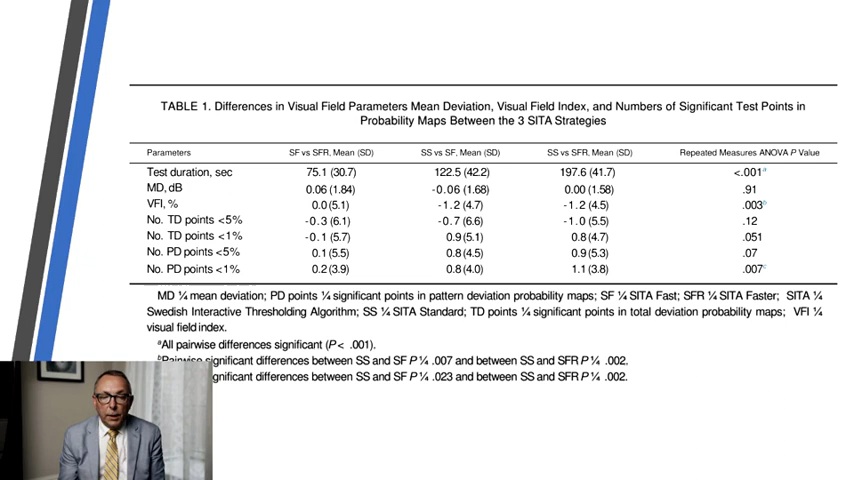 TABLE 1. Differences in Visual Field Parameters Mean Deviation, Visual Field Index, and Numbers of Significant Test Points in
Probability Maps Between the 3 SITA Strategies
Parameters SF vs SFR, Mean (SD) SS vs SF, Mean (SD) SS vs SFR, Mean (SD) Repeated Measures ANOVA P Value
Test duration, sec 75.1 (30.7) 122.5 (42.2) 197.6 (41.7) <.001a
MD, dB 0.06 (1.84) -0.06 (1.68) 0.00 (1.58) .91
VFI, % 0.0 (5.1) -1.2 (4.7) -1.2 (4.5) .003b
No. TD points <5% -0.3 (6.1) -0.7 (6.6) -1.0 (5.5) .12
No. TD points <1% -0.1 (5.7) 0.9 (5.1) 0.8 (4.7) .051
No. PD points <5% 0.1 (5.5) 0.8 (4.5) 0.9 (5.3) .07
No. PD points <1% 0.2 (3.9) 0.8 (4.0) 1.1 (3.8) .007c
MD ¼ mean deviation; PD points ¼ significant points in pattern deviation probability maps; SF ¼ SITA Fast; SFR ¼ SITA Faster; SITA ¼
Swedish Interactive Thresholding Algorithm; SS ¼ SITA Standard; TD points ¼ significant points in total deviation probability maps; VFI ¼
visual field index.
aAll pairwise differences significant (P < .001).
bPairwise significant differences between SS and SF P ¼ .007 and between SS and SFR P ¼ .002.
differences between SS and SF P ¼ .023 and between SS and SFR P ¼ .002.